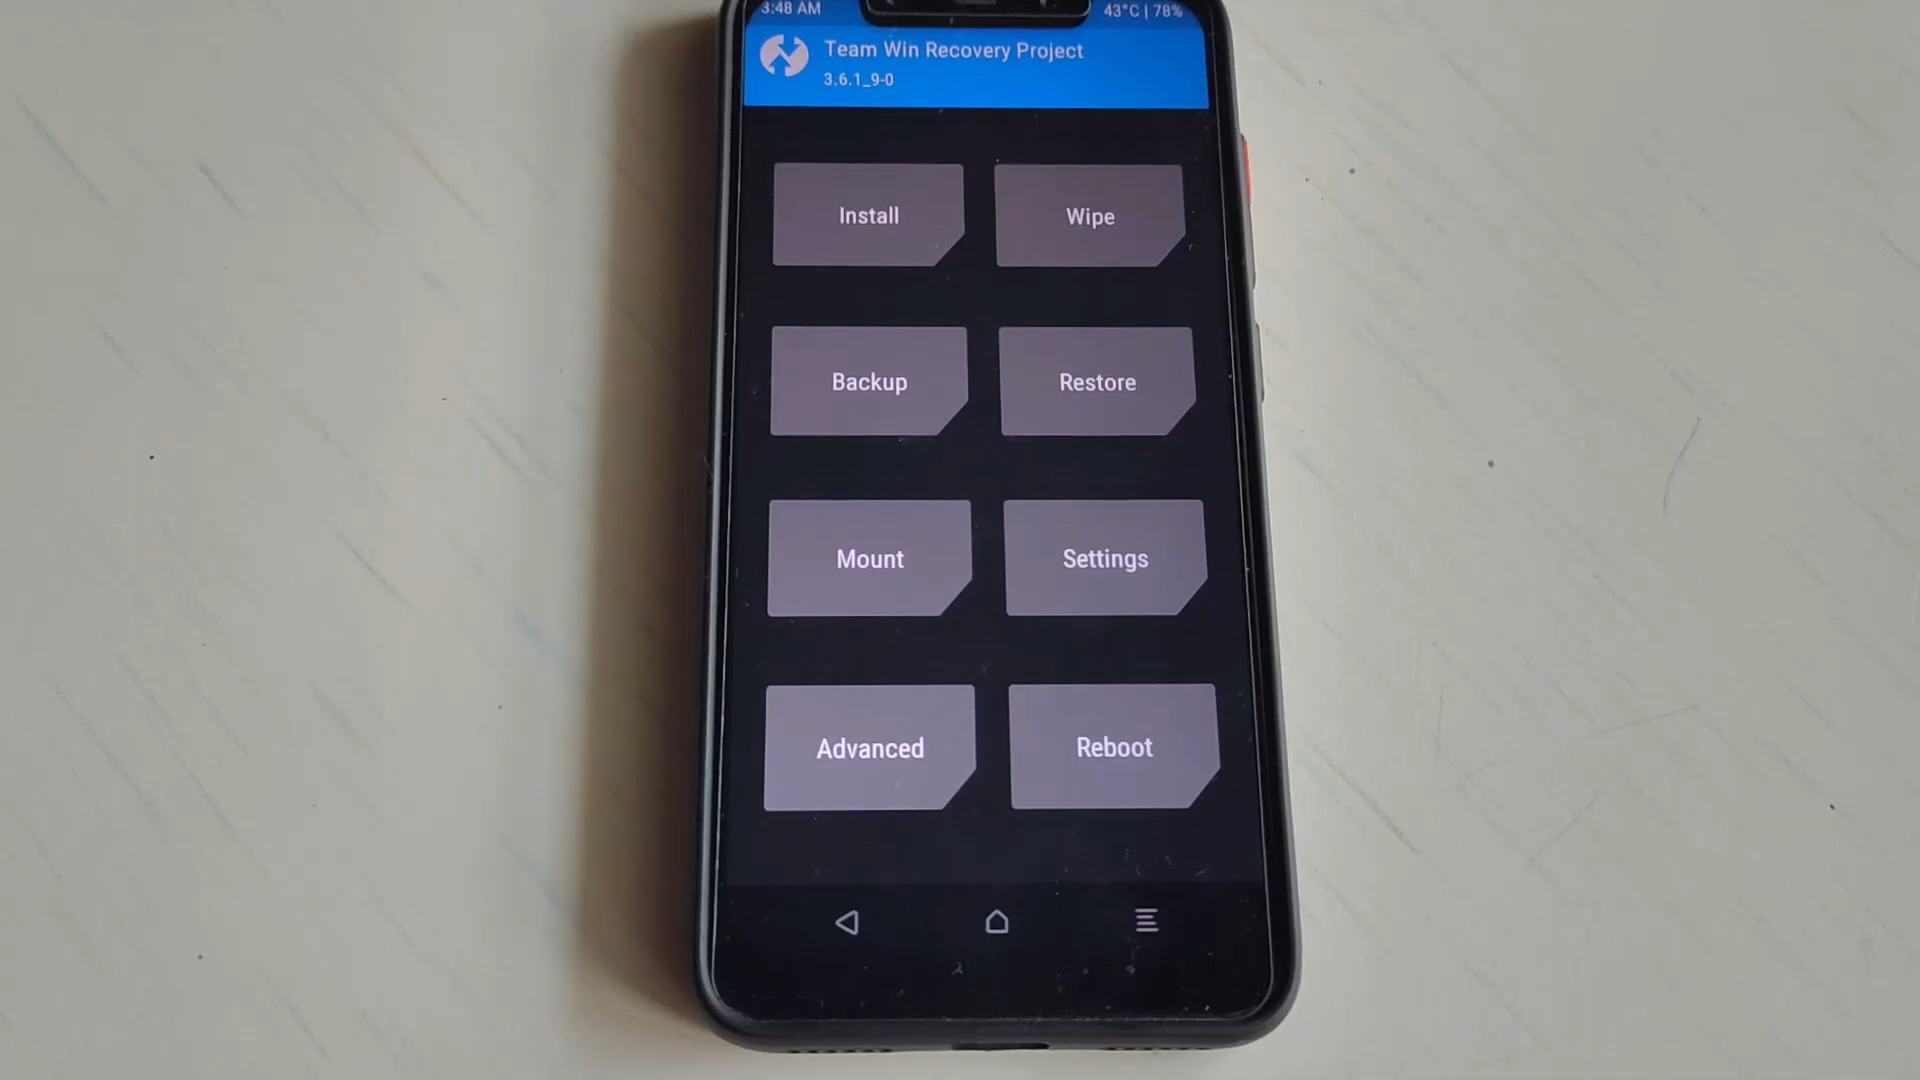 3:48 AM 43°C | 78%
Team Win Recovery Project
3.6.1_9-0
Install Wipe
Backup Restore
Mount Settings
Advanced Reboot